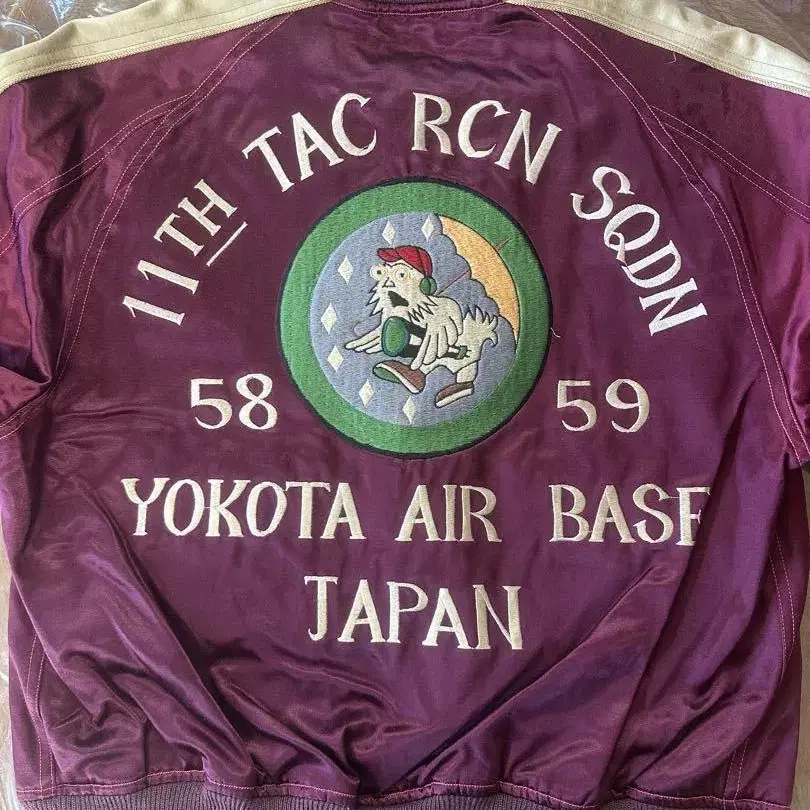 11TH TAC RCN SQDN
58 59
YOKOTA AIR BASE
JAPAN